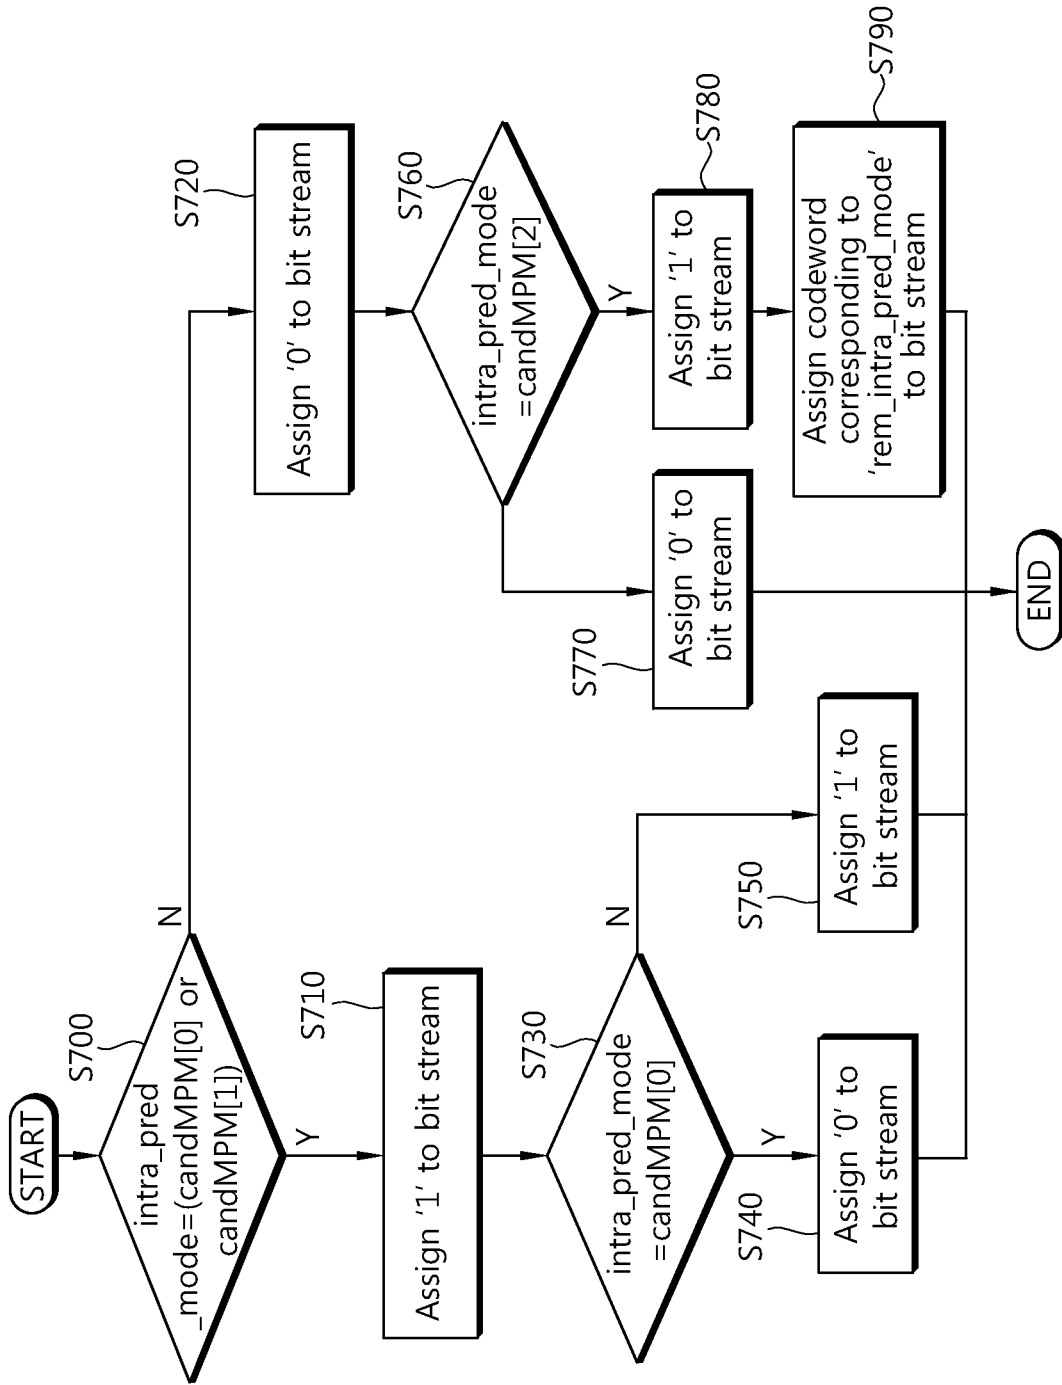 START
S700
intra_pred
_mode=(candMPM[0] or
candMPM[1])
N
Y
S710
Assign '1' to bit stream
S730
intra_pred_mode
=candMPM[0]
N
Y
S740
Assign '0' to
bit stream
S750
Assign '1' to
bit stream
S720
Assign '0' to bit stream
S760
intra_pred_mode
=candMPM[2]
Y
S770
Assign '0' to
bit stream
S780
Assign '1' to
bit stream
S790
Assign codeword
corresponding to
'rem_intra_pred_mode'
to bit stream
END